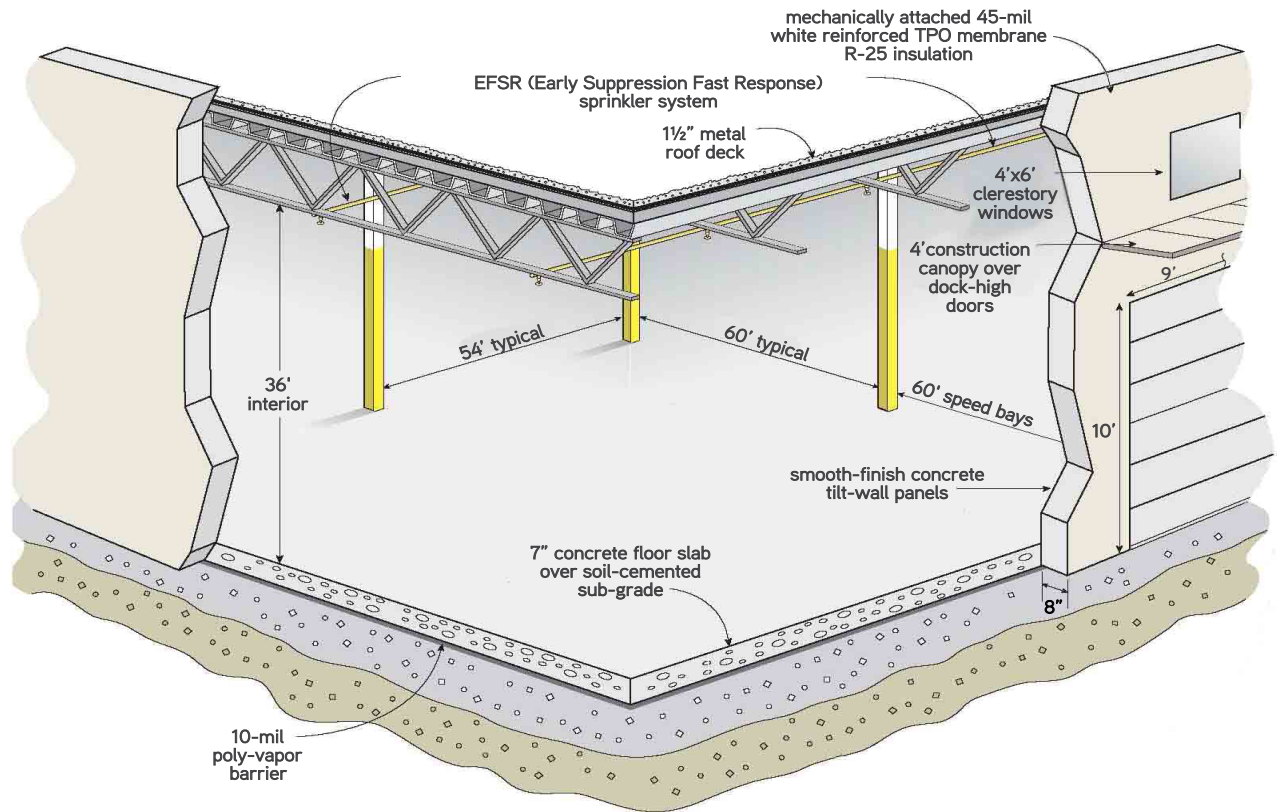 mechanically attached 45-mil
white reinforced TPO membrane
R-25 insulation
EFSR (Early Suppression Fast Response)
sprinkler system
1½" metal
roof deck
4'x6'
clerestory
windows
4'construction
canopy over
dock-high
doors
9'
54' typical
60' typical
36'
interior
60' speed bays
10'
smooth-finish concrete
tilt-wall panels
7" concrete floor slab
over soil-cemented
sub-grade
8"
10-mil
poly-vapor
barrier